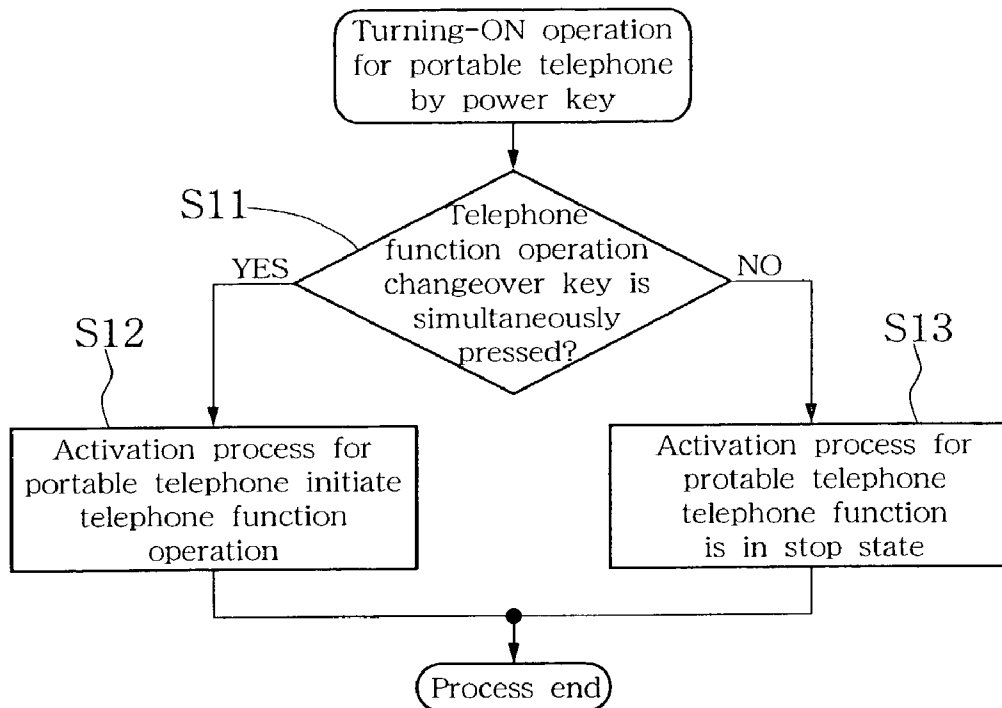 Turning-ON operation
for portable telephone
by power key
S11
Telephone
function operation
changeover key is
simultaneously
pressed?
YES
NO
S12
S13
Activation process for
portable telephone initiate
telephone function
operation
Activation process for
protable telephone
telephone function
is in stop state
Process end